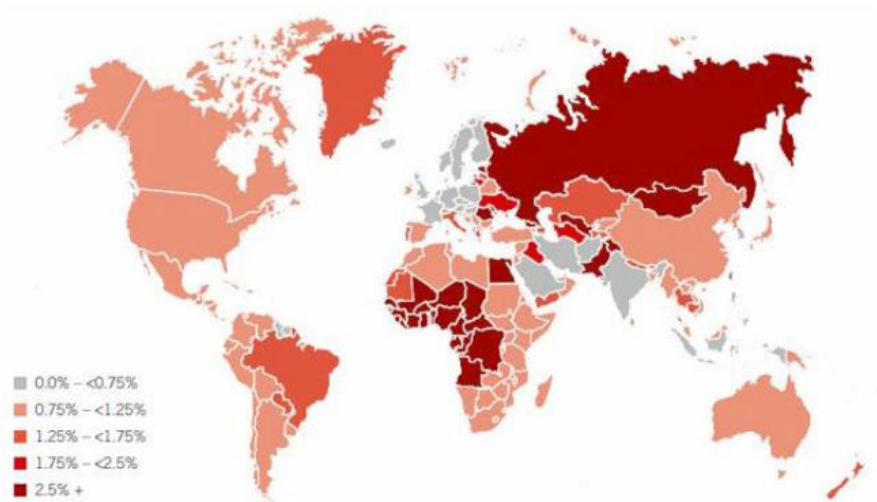 0.0% – <0.75%
0.75% – <1.25%
1.25% – <1.75%
1.75% – <2.5%
2.5% +